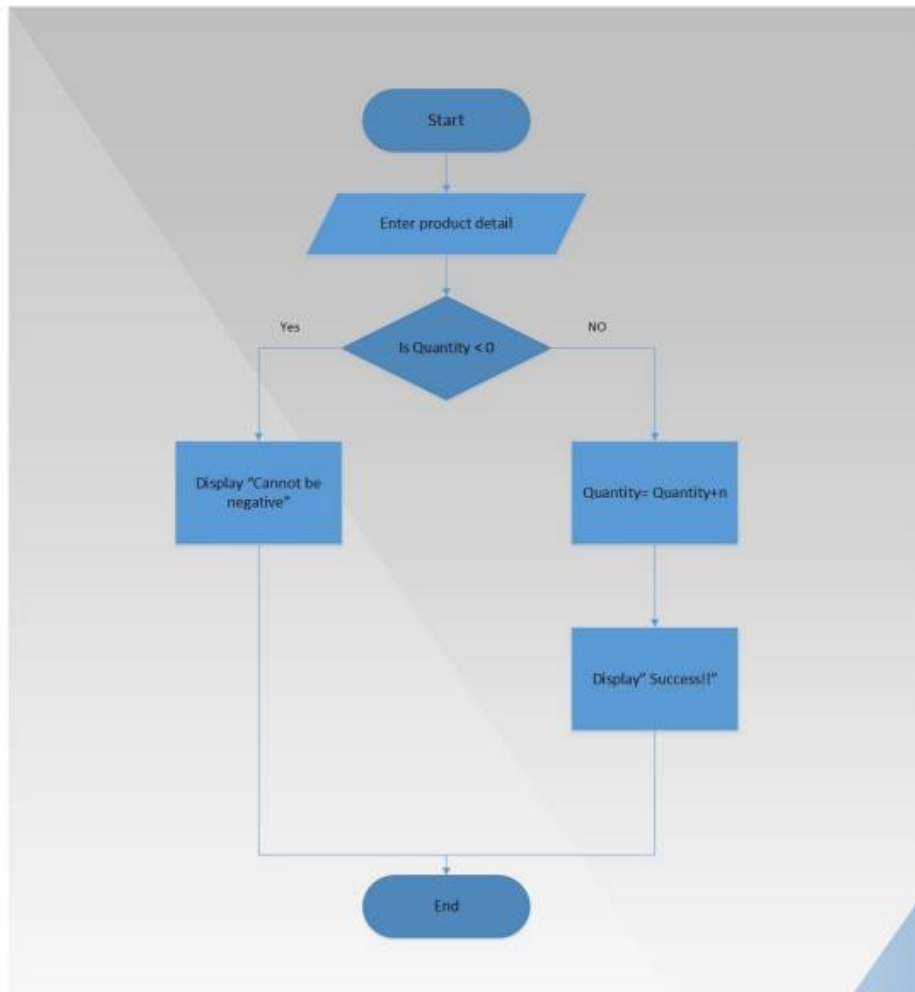 Start
Enter product detail
Yes
NO
Is Quantity < 0
Display "Cannot be
negative"
Quantity= Quantity+n
Display" Success!!"
End